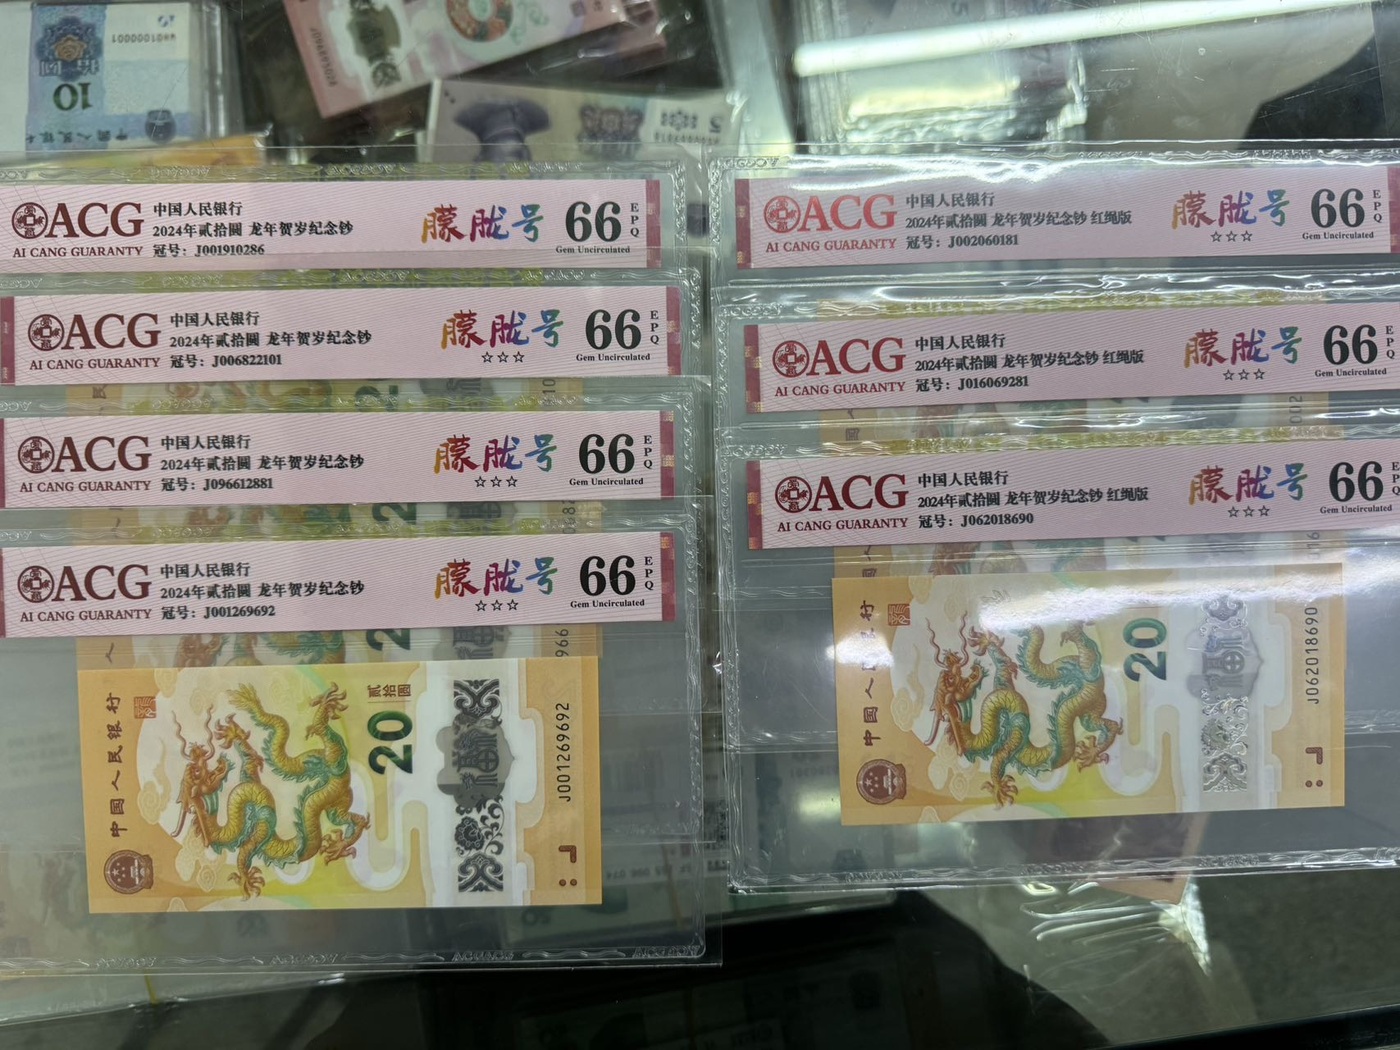 10
ACG
AI CANG GUARANTY
中国人民银行
2024年贰拾圆 龙年贺岁纪念钞
冠号：J001910286
朦胧号
66
EPQ
Gem Uncirculated
ACG
AI CANG GUARANTY
中国人民银行
2024年贰拾圆 龙年贺岁纪念钞
冠号：J006822101
朦胧号
☆☆☆
66
EPQ
Gem Uncirculated
ACG
AI CANG GUARANTY
中国人民银行
2024年贰拾圆 龙年贺岁纪念钞
冠号：J096612881
朦胧号
☆☆☆
66
EPQ
Gem Uncirculated
ACG
AI CANG GUARANTY
中国人民银行
2024年贰拾圆 龙年贺岁纪念钞
冠号：J001269692
朦胧号
☆☆☆
66
EPQ
Gem Uncirculated
中国人民银行
贰拾圆
20
福
J001269692
ACG
AI CANG GUARANTY
中国人民银行
2024年贰拾圆 龙年贺岁纪念钞 红绳版
冠号：J002060181
朦胧号
☆☆☆
66
EPQ
Gem Uncirculated
ACG
AI CANG GUARANTY
中国人民银行
2024年贰拾圆 龙年贺岁纪念钞 红绳版
冠号：J016069281
朦胧号
☆☆☆
66
EPQ
Gem Uncirculated
ACG
AI CANG GUARANTY
中国人民银行
2024年贰拾圆 龙年贺岁纪念钞 红绳版
冠号：J062018690
朦胧号
☆☆☆
66
EPQ
Gem Uncirculated
中国人民银行
20
福
J062018690